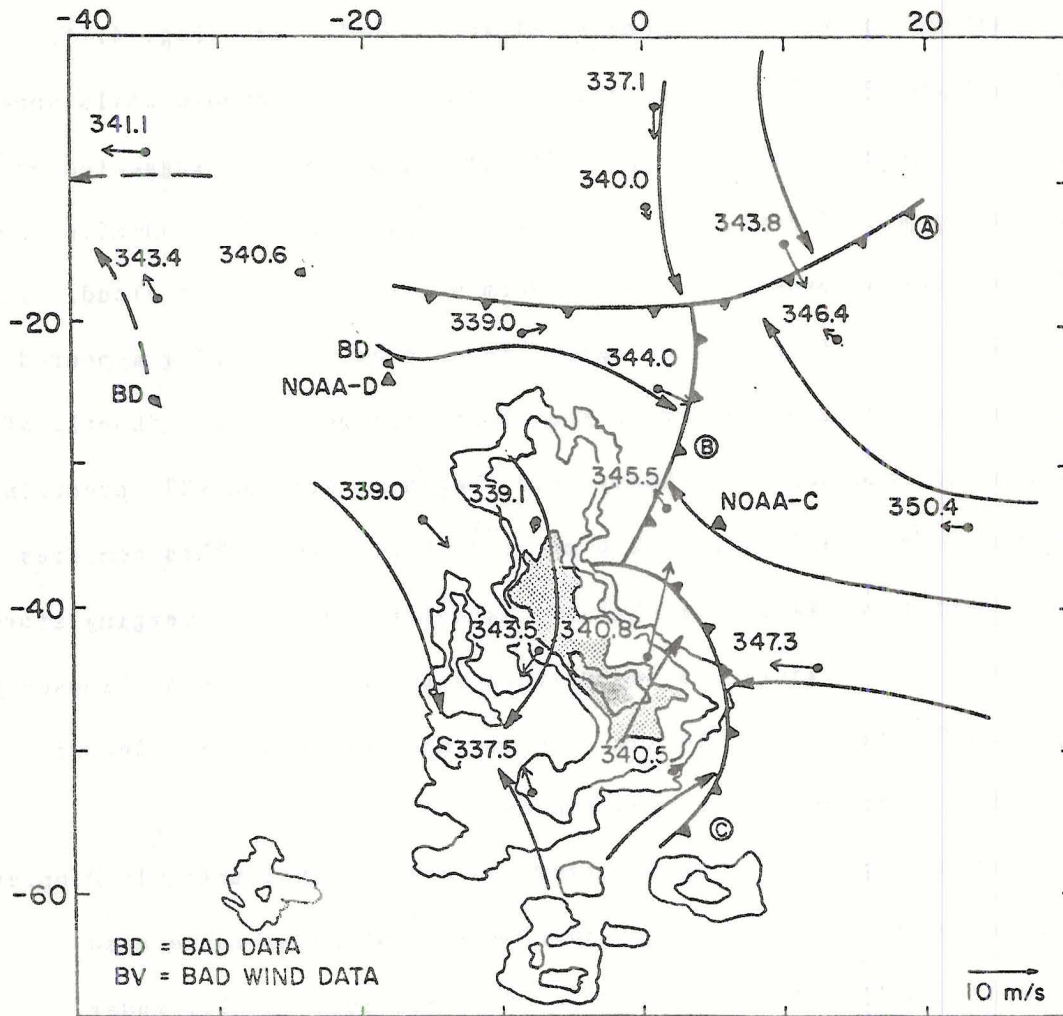 -40 -20 0 20
337.1
341.1
340.0
343.8 Ⓐ
343.4 340.6
-20
339.0 346.4
BD 344.0
NOAA-D
BD
Ⓑ
345.5
339.0 339.1 NOAA-C
350.4
-40
343.5 340.8 347.3
337.5 340.5
Ⓒ
-60
BD = BAD DATA
BV = BAD WIND DATA
10 m/s